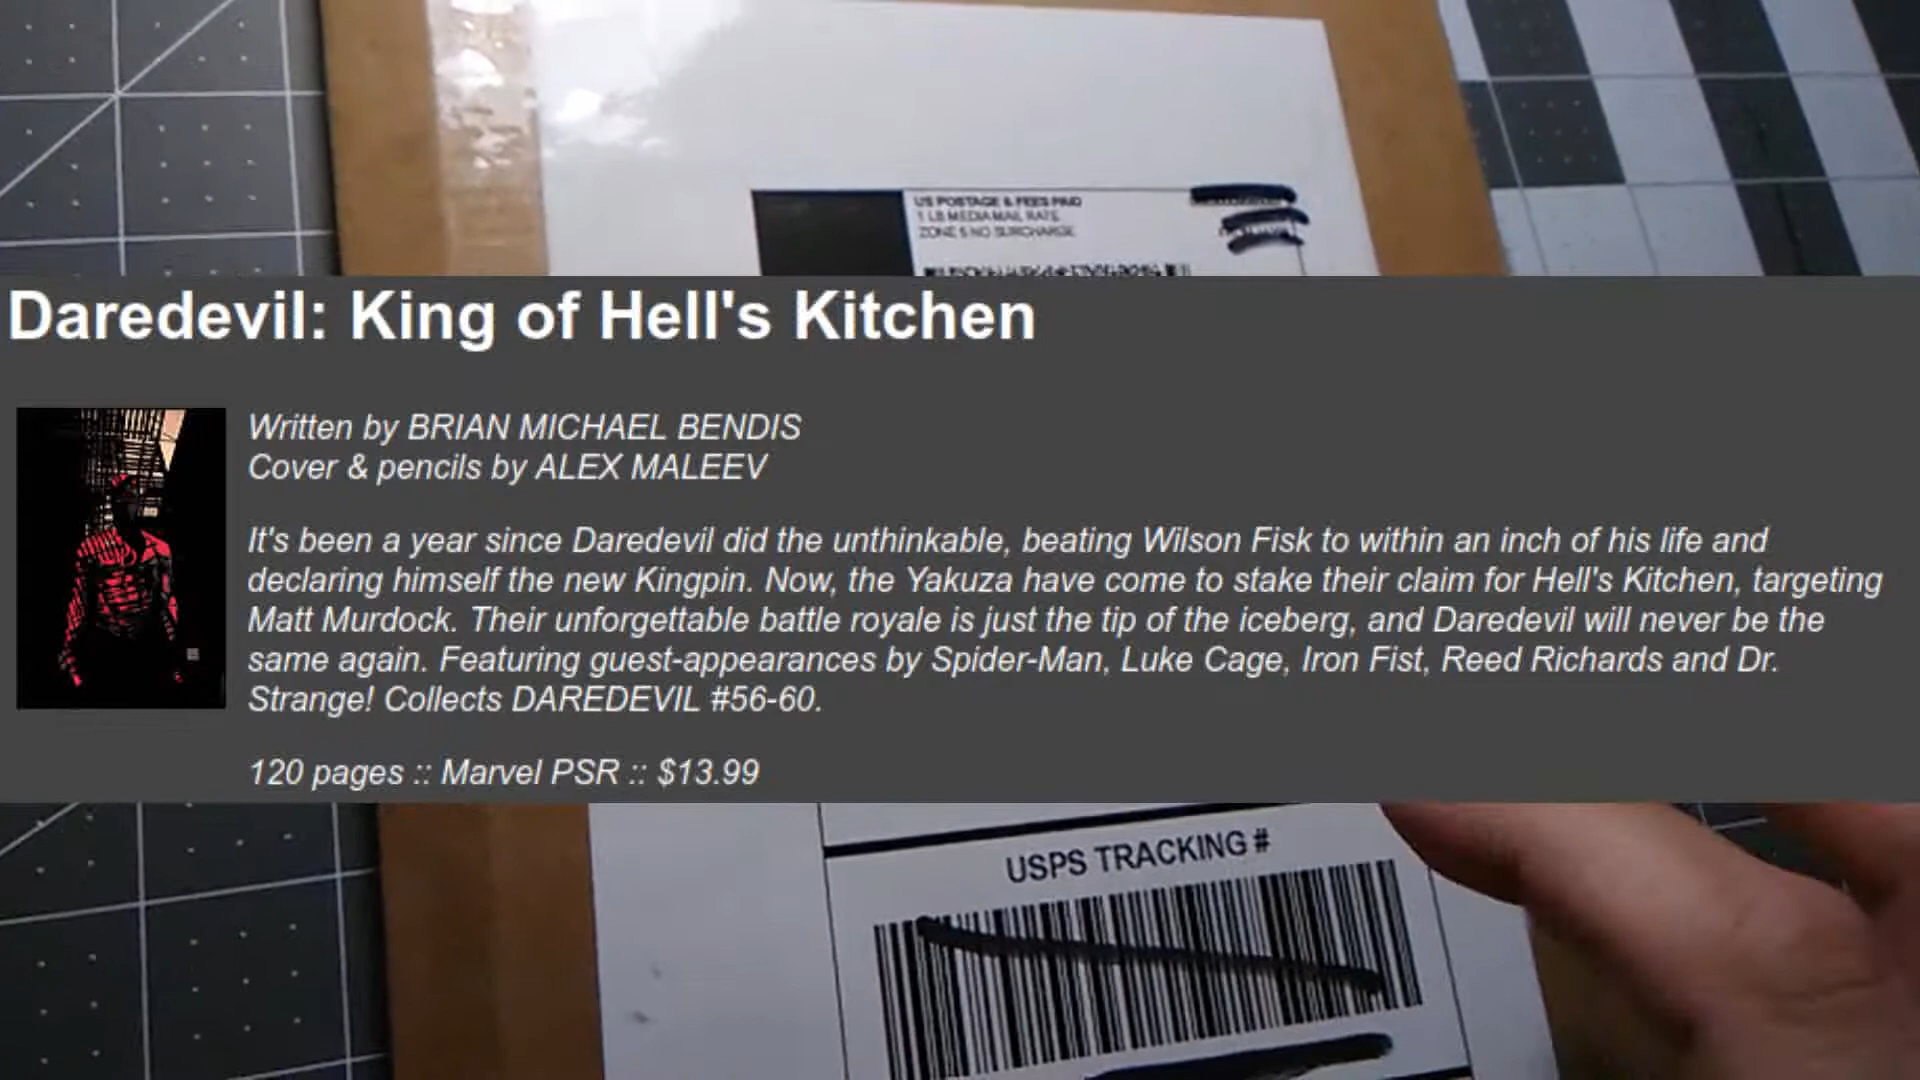 US POSTAGE & FEES PAID
1 LB MEDIA MAIL RATE
ZONE 5 NO SURCHARGE
Daredevil: King of Hell's Kitchen
Written by BRIAN MICHAEL BENDIS
Cover & pencils by ALEX MALEEV
It's been a year since Daredevil did the unthinkable, beating Wilson Fisk to within an inch of his life and
declaring himself the new Kingpin. Now, the Yakuza have come to stake their claim for Hell's Kitchen, targeting
Matt Murdock. Their unforgettable battle royale is just the tip of the iceberg, and Daredevil will never be the
same again. Featuring guest-appearances by Spider-Man, Luke Cage, Iron Fist, Reed Richards and Dr.
Strange! Collects DAREDEVIL #56-60.
120 pages :: Marvel PSR :: $13.99
USPS TRACKING #